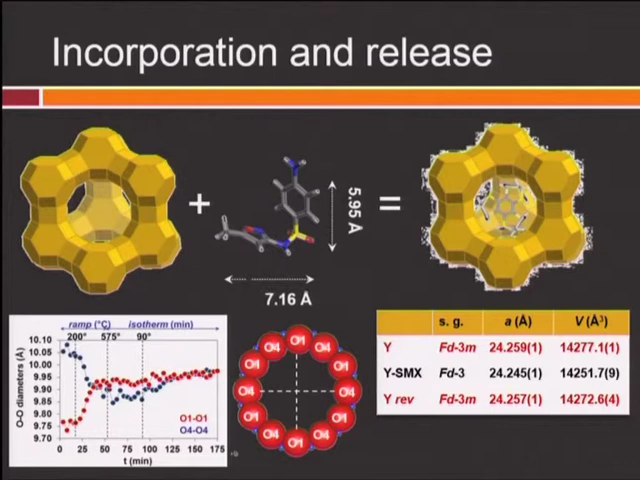 Incorporation and release
+
5.95 Å
=
7.16 Å
ramp (°C) isotherm (min)
200° 575° 90°
10.10
10.05
10.00
9.95
9.90
9.85
9.80
9.75
9.70
O-O diameters (Å)
O1-O1
O4-O4
0 25 50 75 100 125 150 175
t (min)
O1
O4 O4
O1 O1
O4 O4
O1 O1
O4 O4
O1
s. g. a (Å) V (Å³)
Y Fd-3m 24.259(1) 14277.1(1)
Y-SMX Fd-3 24.245(1) 14251.7(9)
Y rev Fd-3m 24.257(1) 14272.6(4)